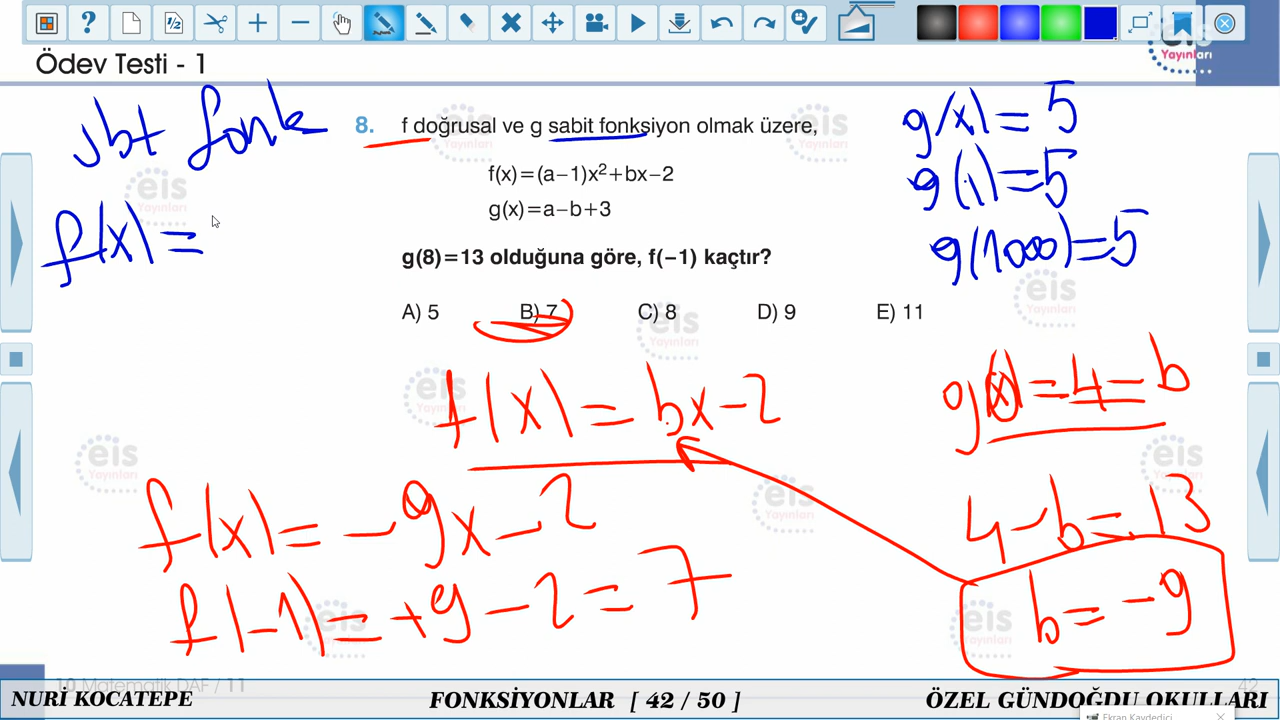 Ödev Testi - 1
eis
Yayınları
sbt fonk
f(x) =
8. f doğrusal ve g sabit fonksiyon olmak üzere,
f(x)=(a−1)x²+bx−2
g(x)=a−b+3
g(8)=13 olduğuna göre, f(−1) kaçtır?
A) 5 B) 7 C) 8 D) 9 E) 11
g(x) = 5
g(1) = 5
g(1000) = 5
f(x) = bx − 2
g(x) = 4 − b
4 − b = 13
b = −9
f(x) = −9x − 2
f(−1) = +9 − 2 = 7
10 Matematik DAF / 11
42
NURİ KOCATEPE FONKSİYONLAR [ 42 / 50 ] ÖZEL GÜNDOĞDU OKULLARI
Ekran Kaydedici